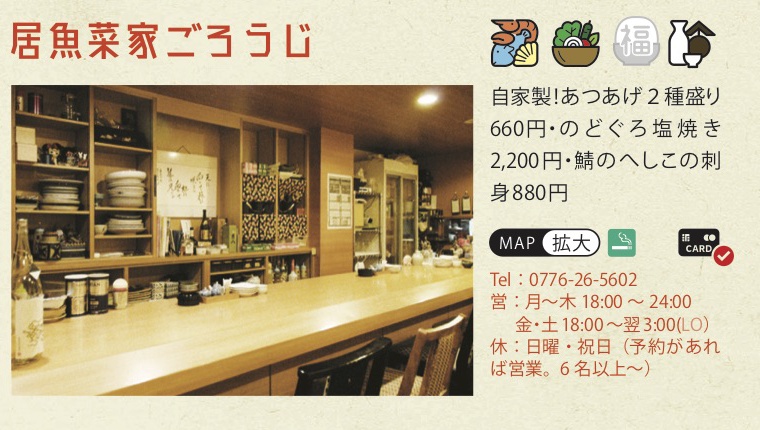 居魚菜家ごろうじ
福
自家製!あつあげ2種盛り
660円・のどぐろ塩焼き
2,200円・鯖のへしこの刺
身880円
MAP 拡大
CARD
Tel：0776-26-5602
営：月～木 18:00 ～ 24:00
金・土 18:00～翌3:00(LO)
休：日曜・祝日（予約があれ
ば営業。6名以上～）